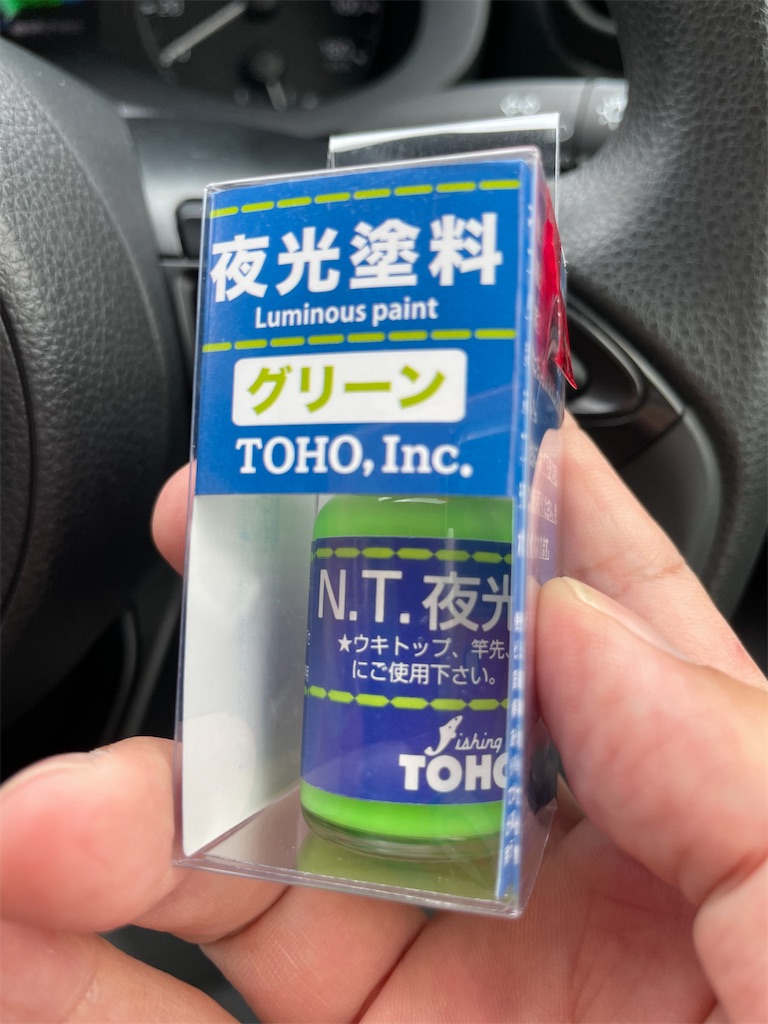 夜光塗料
Luminous paint
グリーン
TOHO, Inc.
N.T. 夜光
★ウキトップ、竿先、
にご使用下さい。
Fishing
TOHO